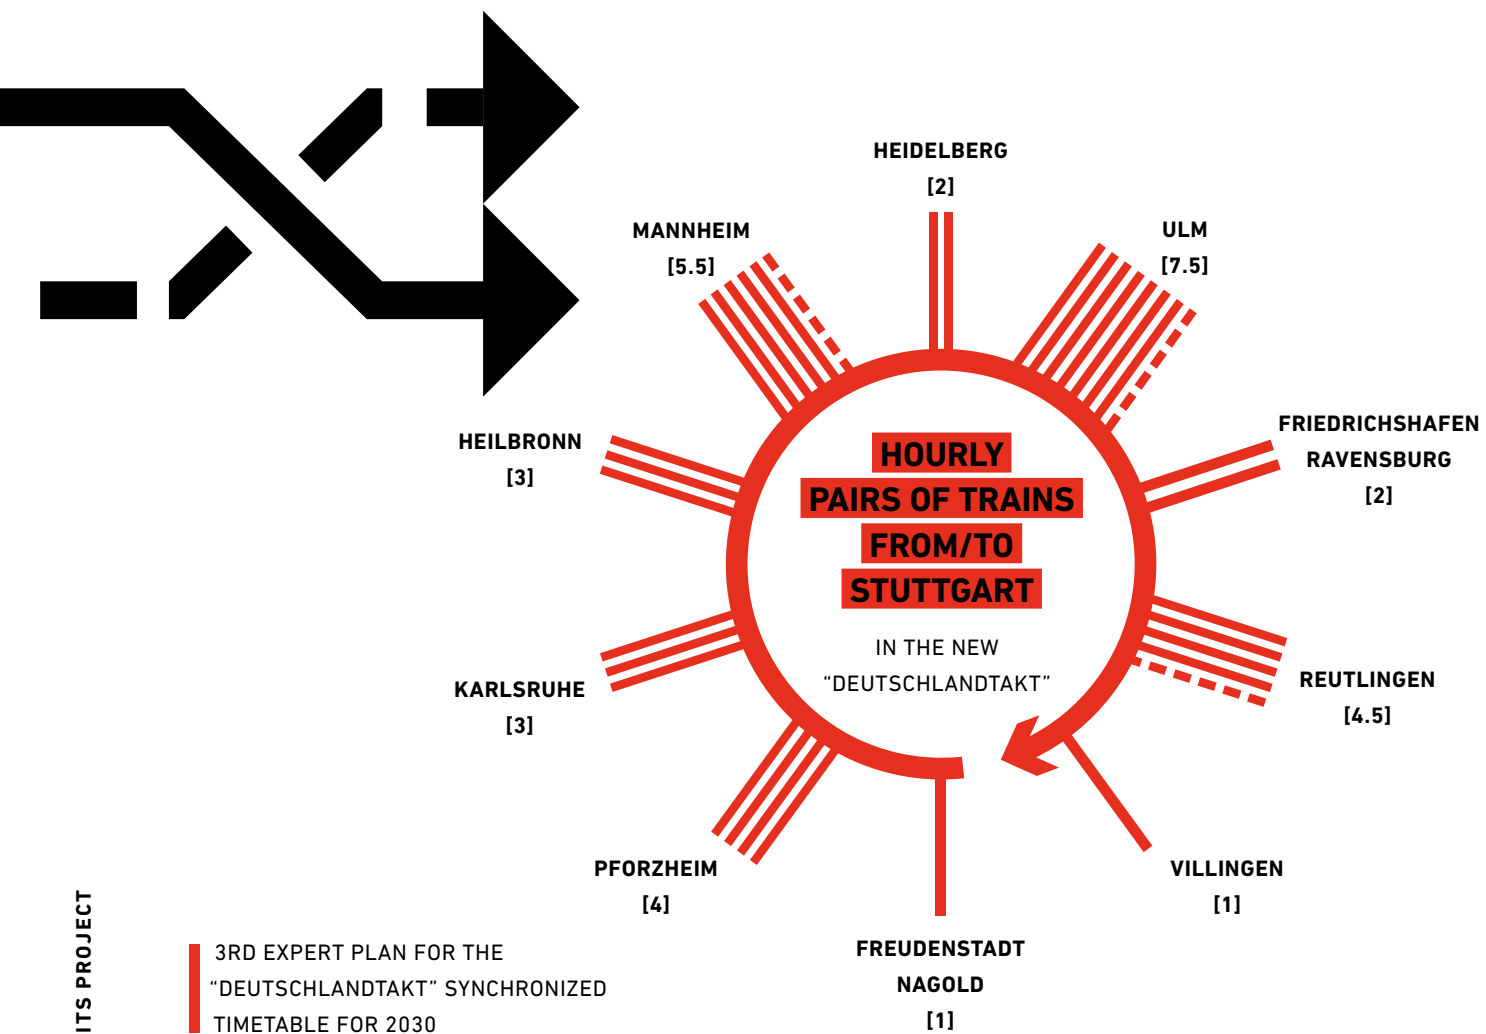 HEIDELBERG
[2]
MANNHEIM
[5.5]
ULM
[7.5]
HEILBRONN
[3]
FRIEDRICHSHAFEN
RAVENSBURG
[2]
HOURLY
PAIRS OF TRAINS
FROM/TO
STUTTGART
IN THE NEW
“DEUTSCHLANDTAKT”
KARLSRUHE
[3]
REUTLINGEN
[4.5]
PFORZHEIM
[4]
VILLINGEN
[1]
FREUDENSTADT
NAGOLD
[1]
ITS PROJECT
3RD EXPERT PLAN FOR THE
“DEUTSCHLANDTAKT” SYNCHRONIZED
TIMETABLE FOR 2030